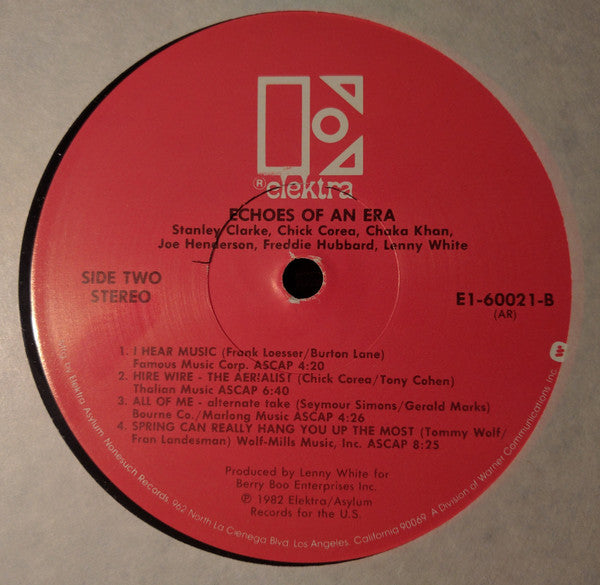 ® elektra
ECHOES OF AN ERA
Stanley Clarke, Chick Corea, Chaka Khan,
Joe Henderson, Freddie Hubbard, Lenny White
SIDE TWO
STEREO
E1-60021-B
(AR)
1. I HEAR MUSIC (Frank Loesser/Burton Lane)
Famous Music Corp. ASCAP 4:20
2. HIRE WIRE - THE AERIALIST (Chick Corea/Tony Cohen)
Thalian Music ASCAP 6:40
3. ALL OF ME - alternate take (Seymour Simons/Gerald Marks)
Bourne Co./Marlong Music ASCAP 4:26
4. SPRING CAN REALLY HANG YOU UP THE MOST (Tommy Wolf/
Fran Landesman) Wolf-Mills Music, Inc. ASCAP 8:25
Produced by Lenny White for
Berry Boo Enterprises Inc.
℗ 1982 Elektra/Asylum
Records for the U.S.
by Elektra Asylum Nonesuch Records, 962 North La Cienega Blvd. Los Angeles, California 90069. A Division of Warner Communications Inc.